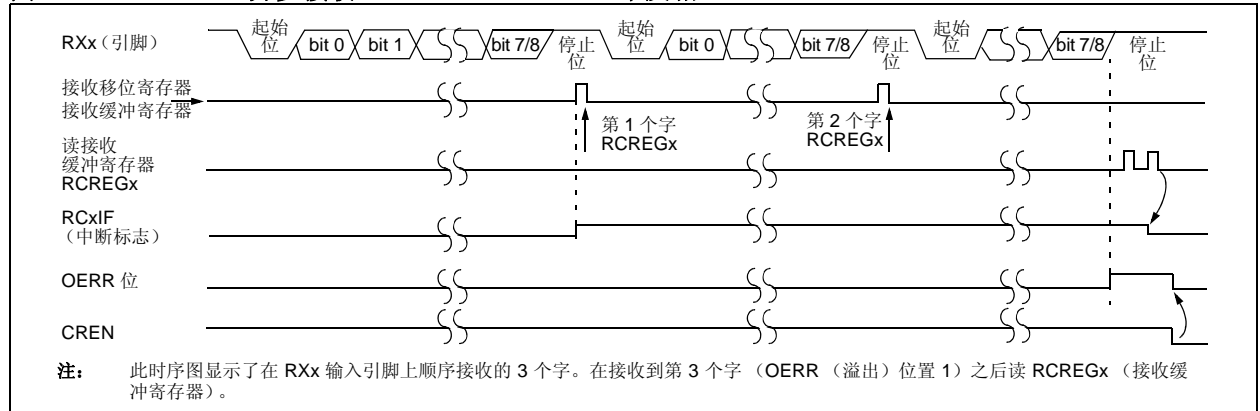 RXx（引脚）
起始
位
bit 0
bit 1
bit 7/8
停止
位
起始
位
bit 0
bit 7/8
停止
位
起始
位
bit 7/8
停止
位
接收移位寄存器
接收缓冲寄存器
第 1 个字
RCREGx
第 2 个字
RCREGx
读接收
缓冲寄存器
RCREGx
RCxIF
（中断标志）
OERR 位
CREN
注： 此时序图显示了在 RXx 输入引脚上顺序接收的 3 个字。在接收到第 3 个字 （OERR （溢出）位置 1）之后读 RCREGx （接收缓
冲寄存器）。